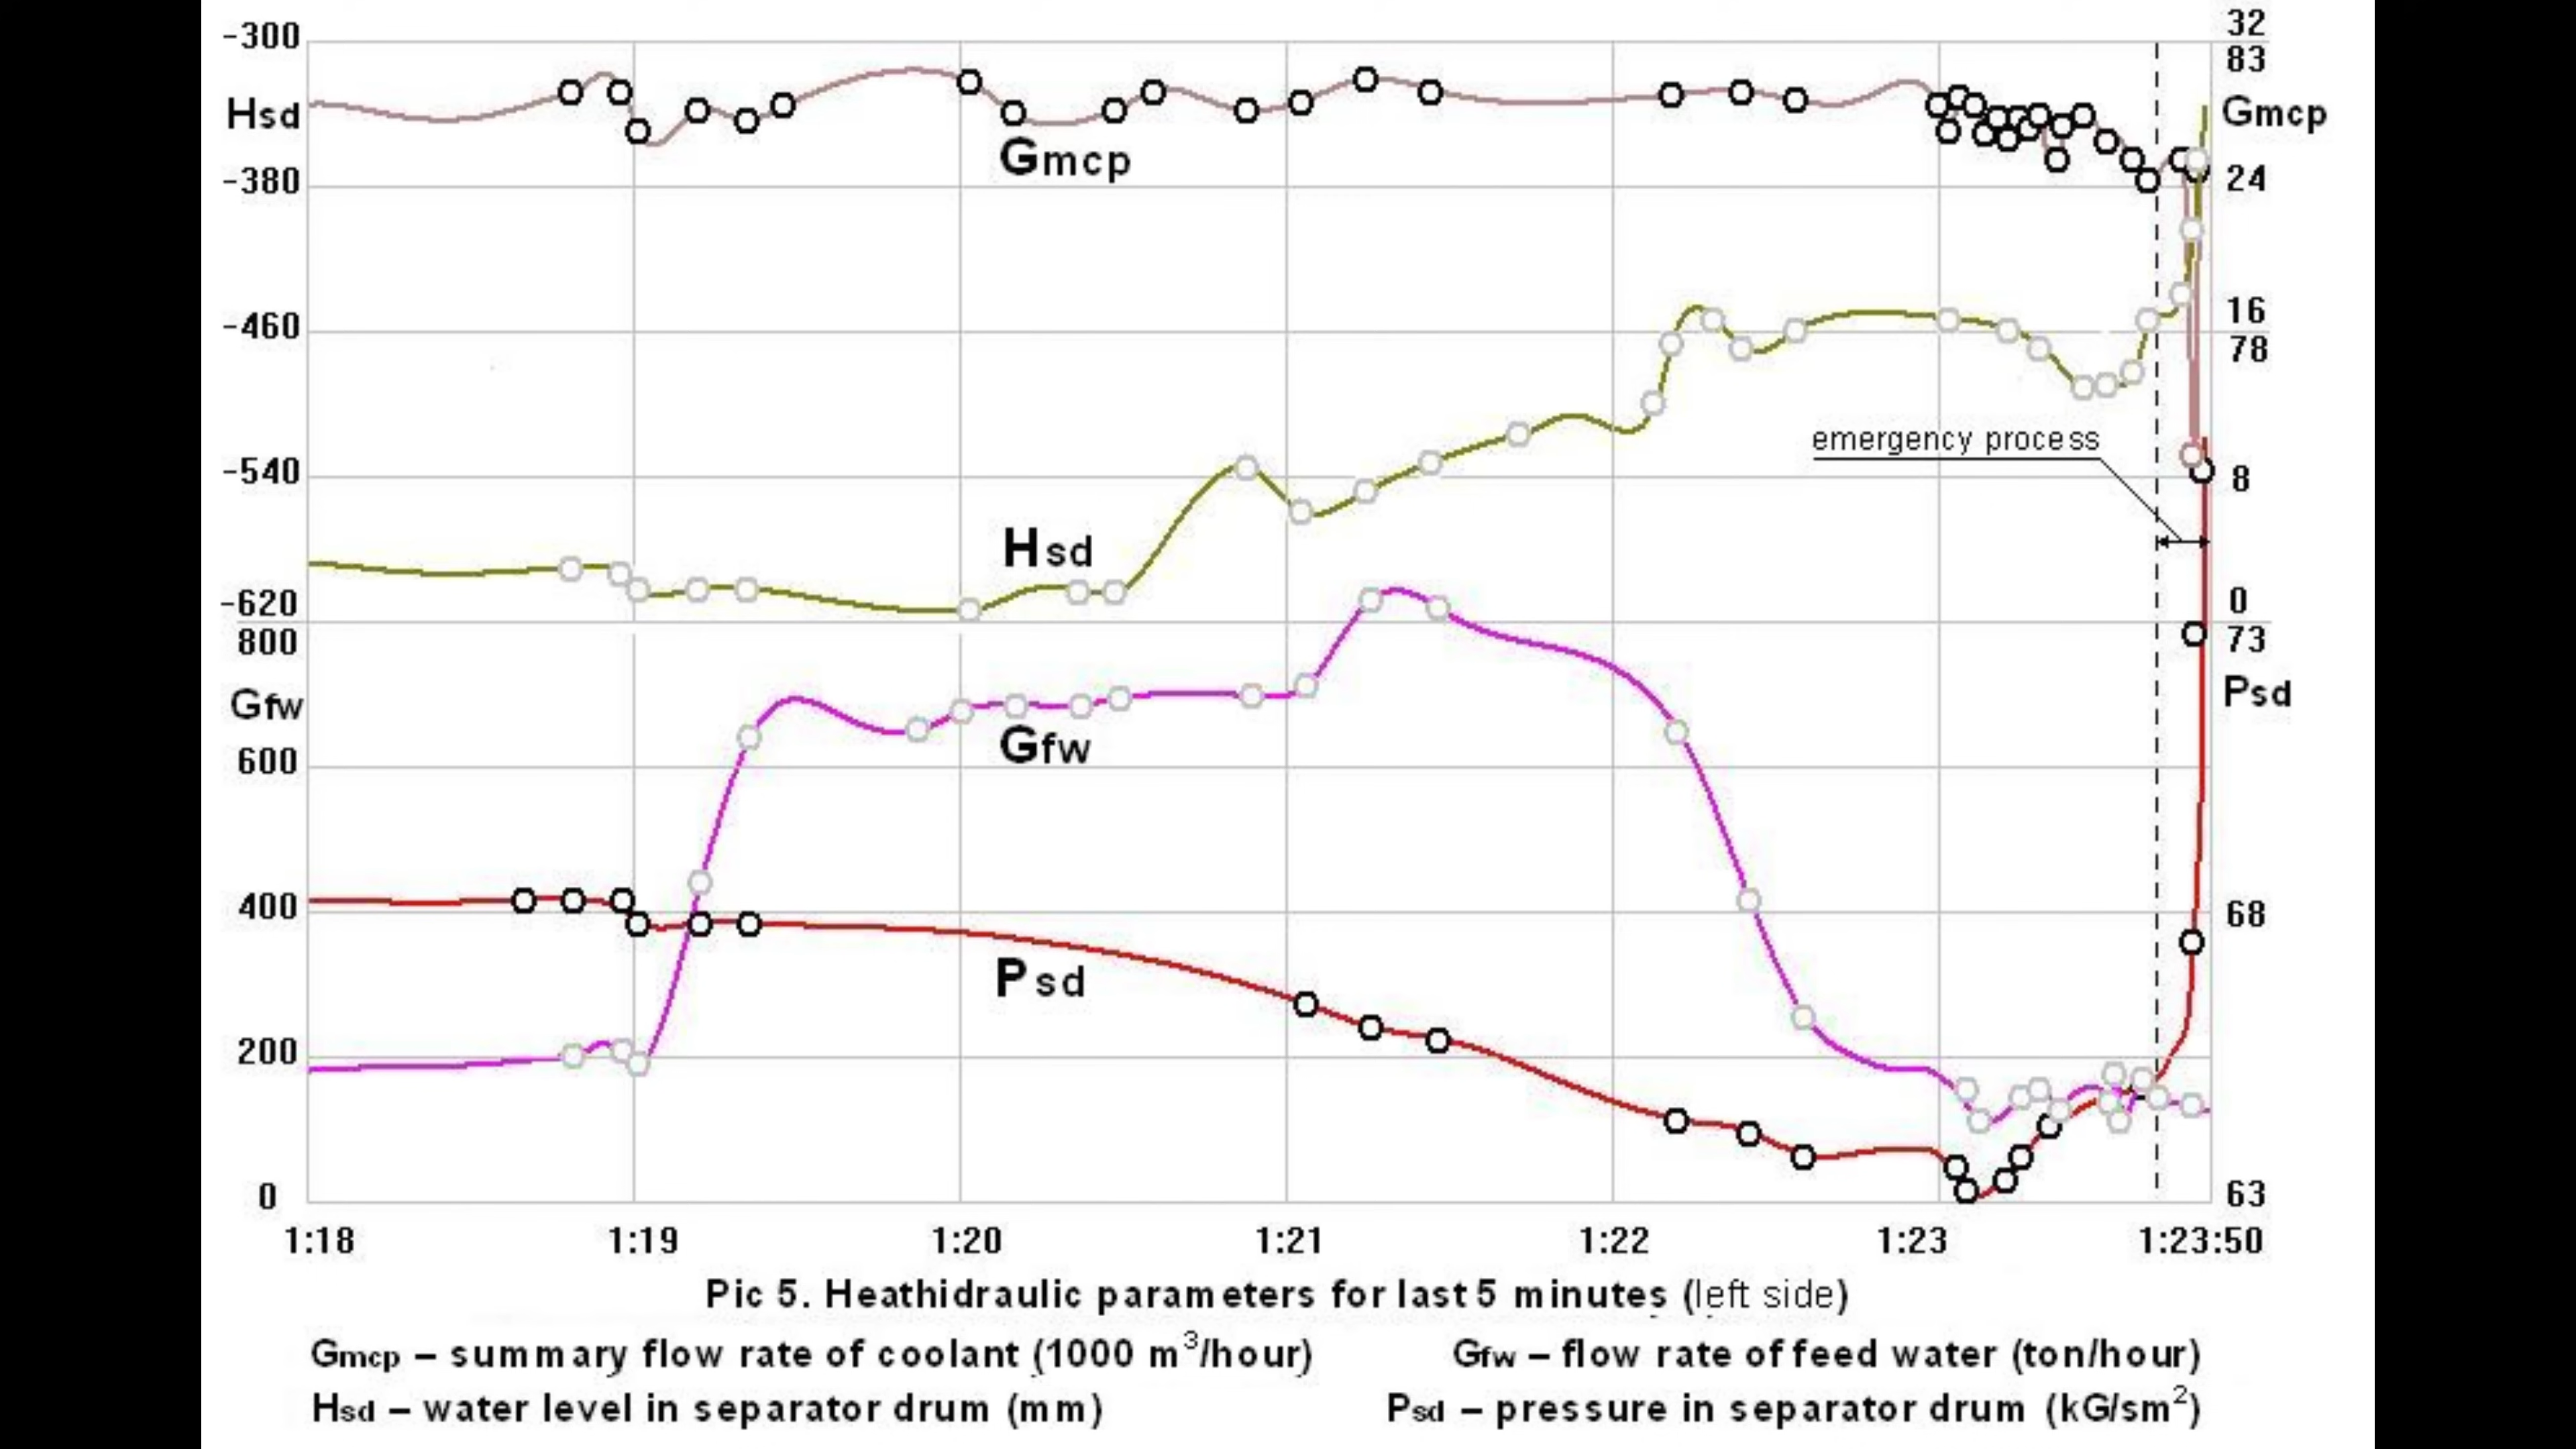 -300
32
83
Hsd
Gmcp
Gmcp
-380
24
-460
16
78
emergency process
-540
8
Hsd
-620
0
800
73
Gfw
Psd
Gfw
600
400
68
Psd
200
0
63
1:18
1:19
1:20
1:21
1:22
1:23
1:23:50
Pic 5. Heathidraulic parameters for last 5 minutes (left side)
Gmcp – summary flow rate of coolant (1000 m³/hour)
Gfw – flow rate of feed water (ton/hour)
Hsd – water level in separator drum (mm)
Psd – pressure in separator drum (kG/sm²)